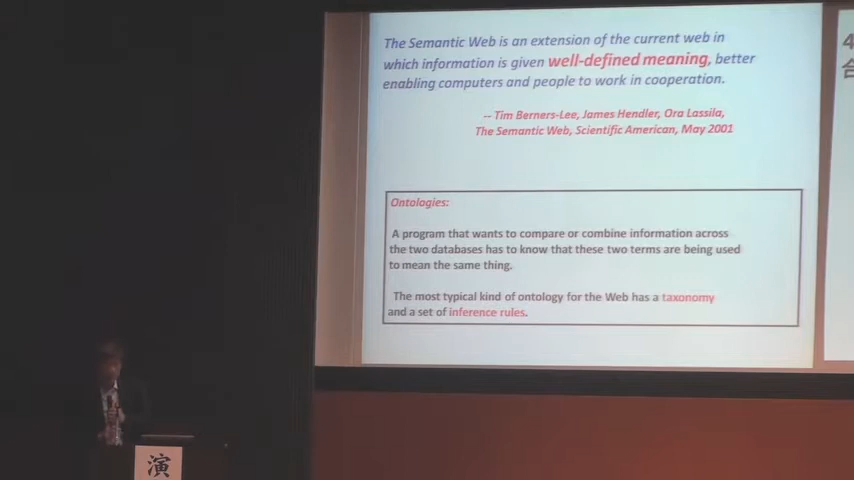 The Semantic Web is an extension of the current web in
which information is given well-defined meaning, better
enabling computers and people to work in cooperation.
-- Tim Berners-Lee, James Hendler, Ora Lassila,
The Semantic Web, Scientific American, May 2001
Ontologies:
A program that wants to compare or combine information across
the two databases has to know that these two terms are being used
to mean the same thing.
The most typical kind of ontology for the Web has a taxonomy
and a set of inference rules.
演